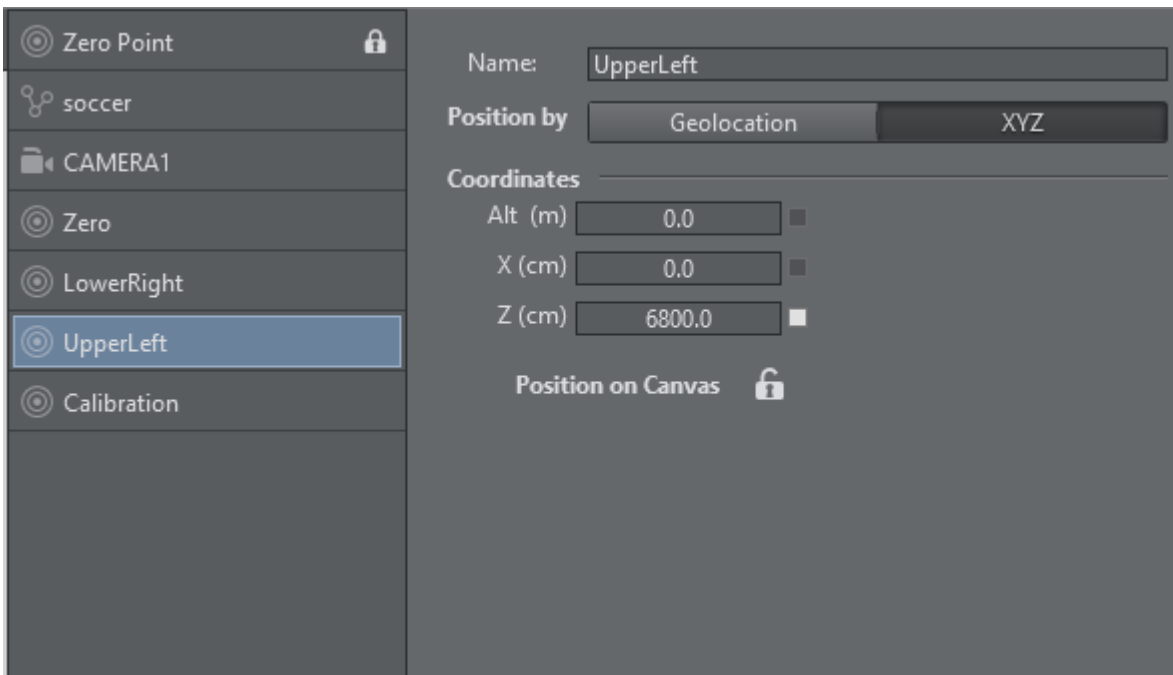 Zero Point
soccer
CAMERA1
Zero
LowerRight
UpperLeft
Calibration
Name: UpperLeft
Position by Geolocation XYZ
Coordinates
Alt (m) 0.0
X (cm) 0.0
Z (cm) 6800.0
Position on Canvas